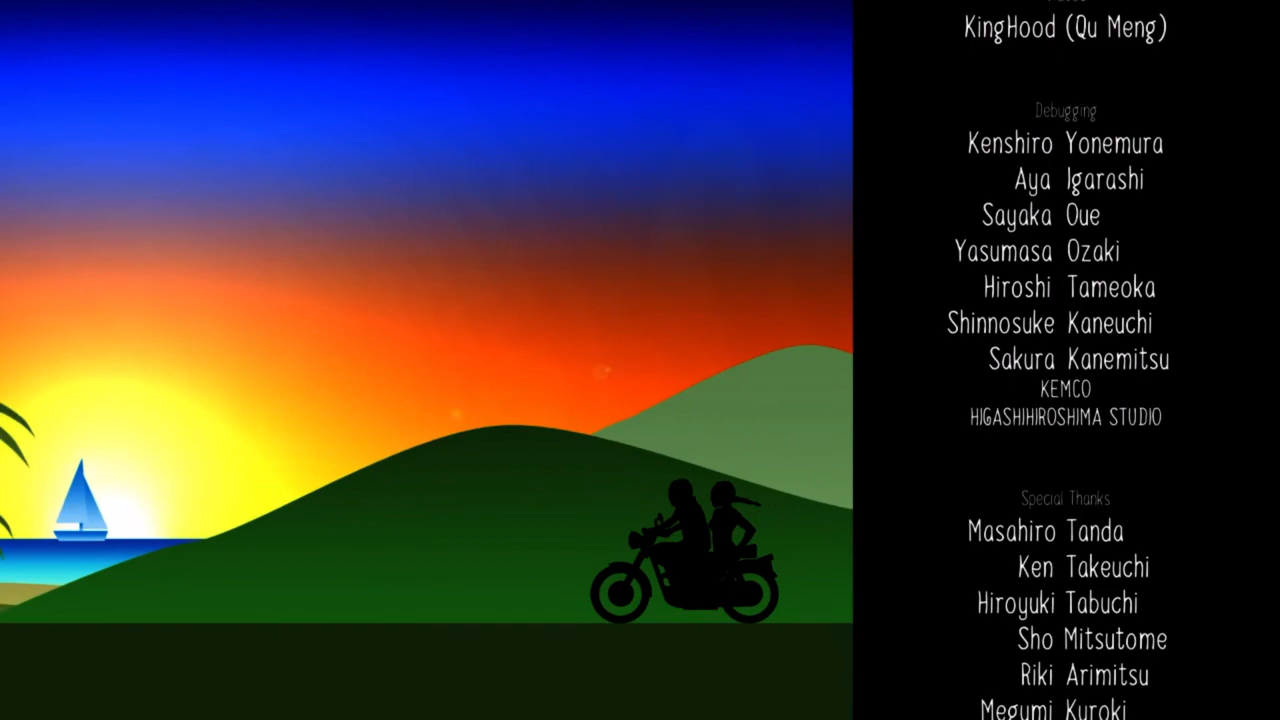 KingHood (Qu Meng)
Debugging
Kenshiro Yonemura
Aya Igarashi
Sayaka Oue
Yasumasa Ozaki
Hiroshi Tameoka
Shinnosuke Kaneuchi
Sakura Kanemitsu
KEMCO
HIGASHIHIROSHIMA STUDIO
Special Thanks
Masahiro Tanda
Ken Takeuchi
Hiroyuki Tabuchi
Sho Mitsutome
Riki Arimitsu
Megumi Kuroki